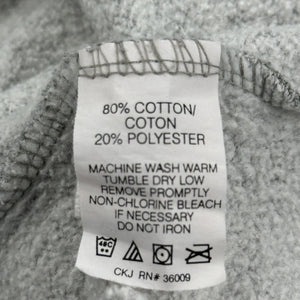 80% COTTON/
COTON
20% POLYESTER
MACHINE WASH WARM
TUMBLE DRY LOW
REMOVE PROMPTLY
NON-CHLORINE BLEACH
IF NECESSARY
DO NOT IRON
CKJ RN# 36009